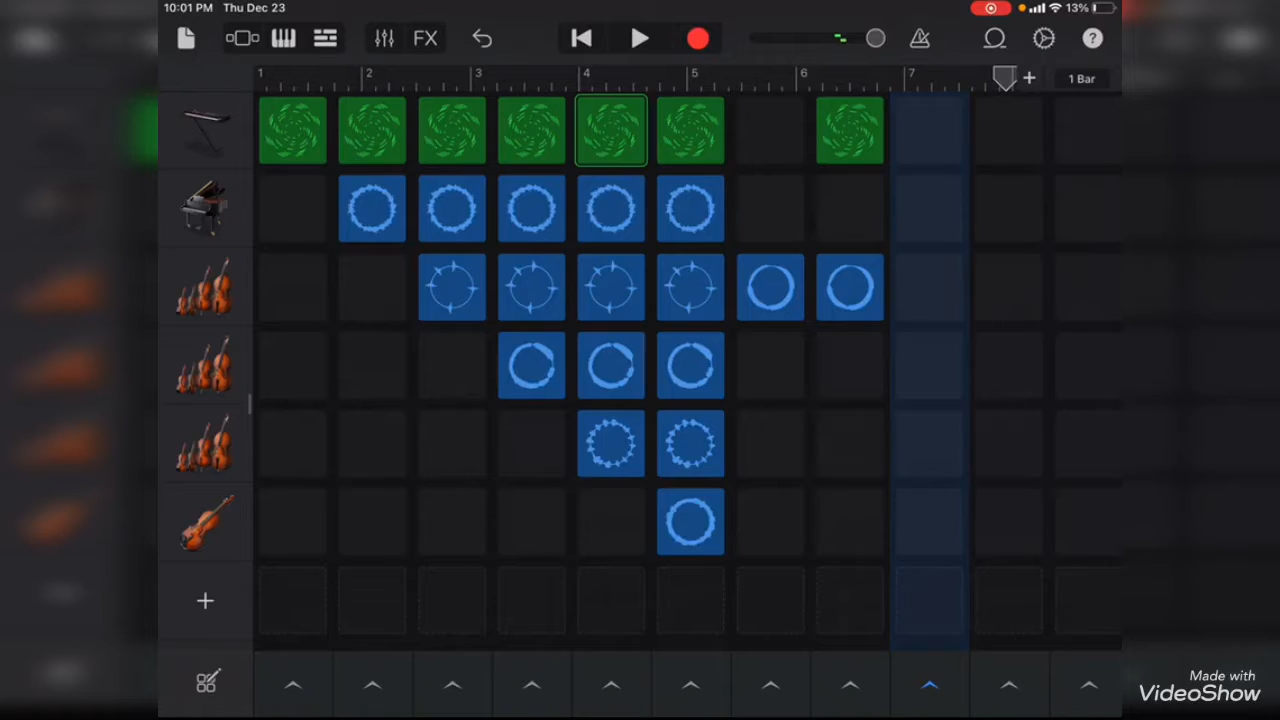 10:01 PM Thu Dec 23
13%
FX
?
1 2 3 4 5 6 7
+ 1 Bar
+
Made with
VideoShow